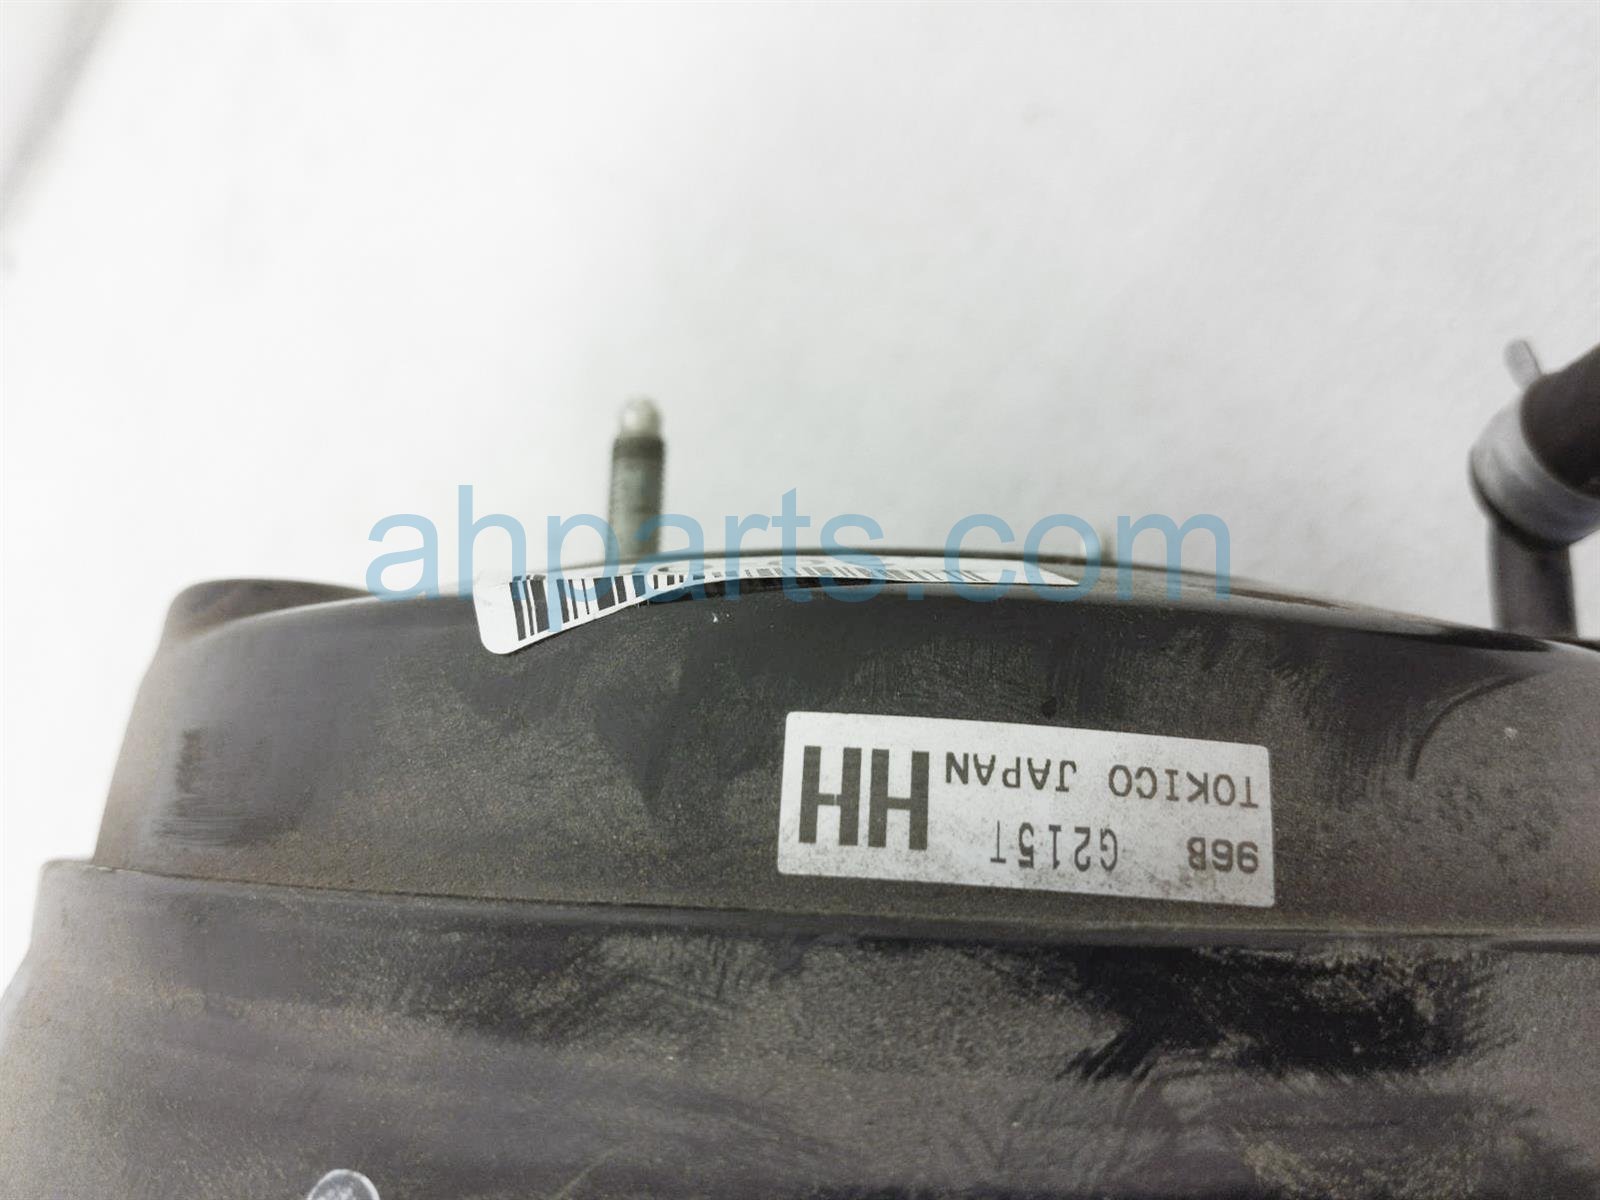 ahparts.com
96B G215T HH
TOKICO JAPAN